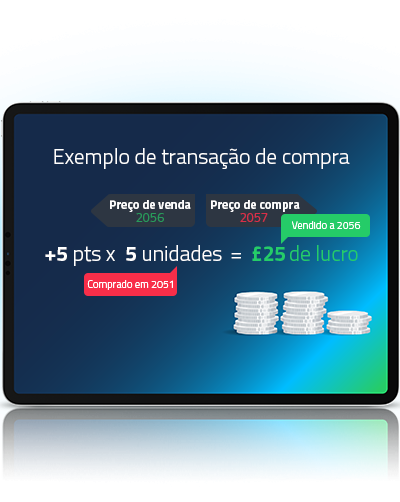 Exemplo de transação de compra
Preço de venda
2056
Preço de compra
2057
Vendido a 2056
+5 pts x 5 unidades = £25 de lucro
Comprado em 2051